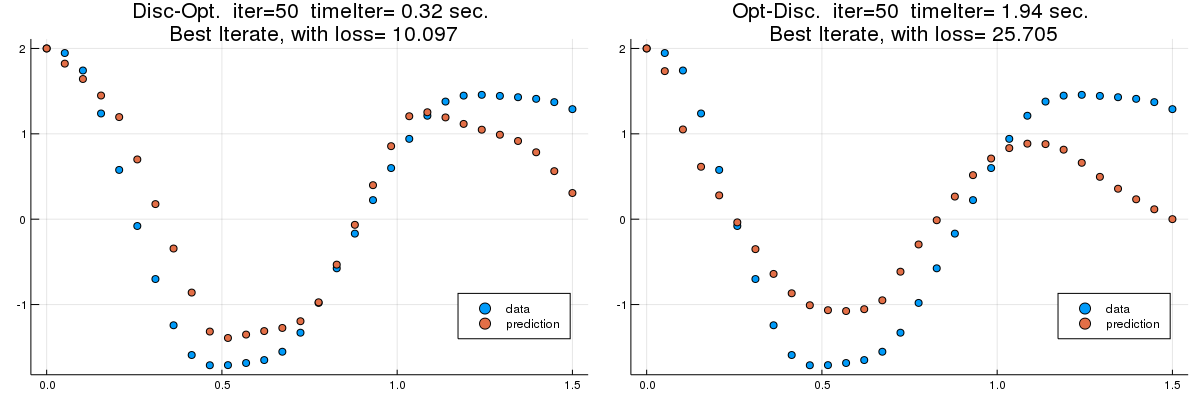 Disc-Opt. iter=50 timeIter= 0.32 sec.
Best Iterate, with loss= 10.097
2
1
0
-1
0.0
0.5
1.0
1.5
data
prediction
Opt-Disc. iter=50 timeIter= 1.94 sec.
Best Iterate, with loss= 25.705
2
1
0
-1
0.0
0.5
1.0
1.5
data
prediction